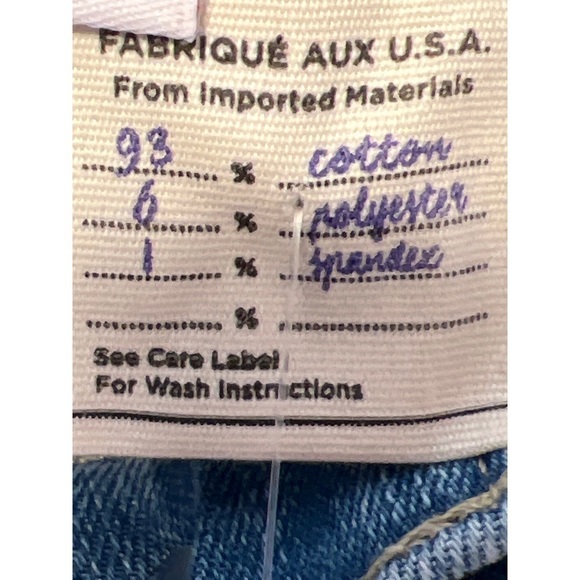 FABRIQUÉ AUX U.S.A.
From Imported Materials
93 % cotton
6 % polyester
1 % spandex
%
See Care Label
For Wash Instructions